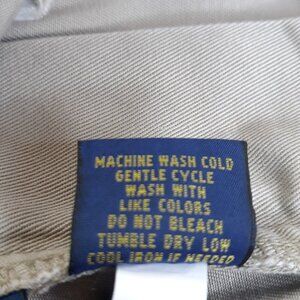 MACHINE WASH COLD
GENTLE CYCLE
WASH WITH
LIKE COLORS
DO NOT BLEACH
TUMBLE DRY LOW
COOL IRON IF NEEDED